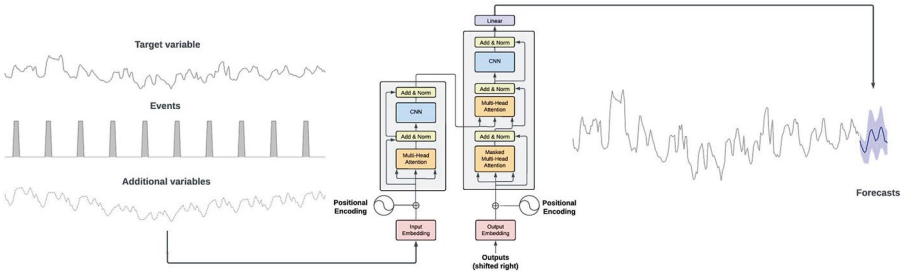 Target variable
Events
Additional variables
Add & Norm
CNN
Add & Norm
Multi-Head
Attention
Positional
Encoding
Input
Embedding
Linear
Add & Norm
CNN
Add & Norm
Multi-Head
Attention
Add & Norm
Masked
Multi-Head
Attention
Positional
Encoding
Output
Embedding
Outputs
(shifted right)
Forecasts